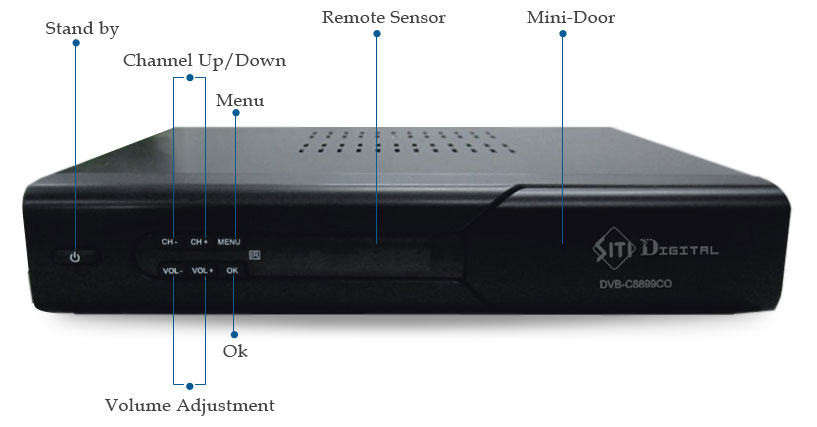 Remote Sensor
Mini-Door
Stand by
Channel Up/Down
Menu
CH - CH + MENU
SITI DIGITAL
VOL - VOL + OK
DVB-C8899CO
Ok
Volume Adjustment